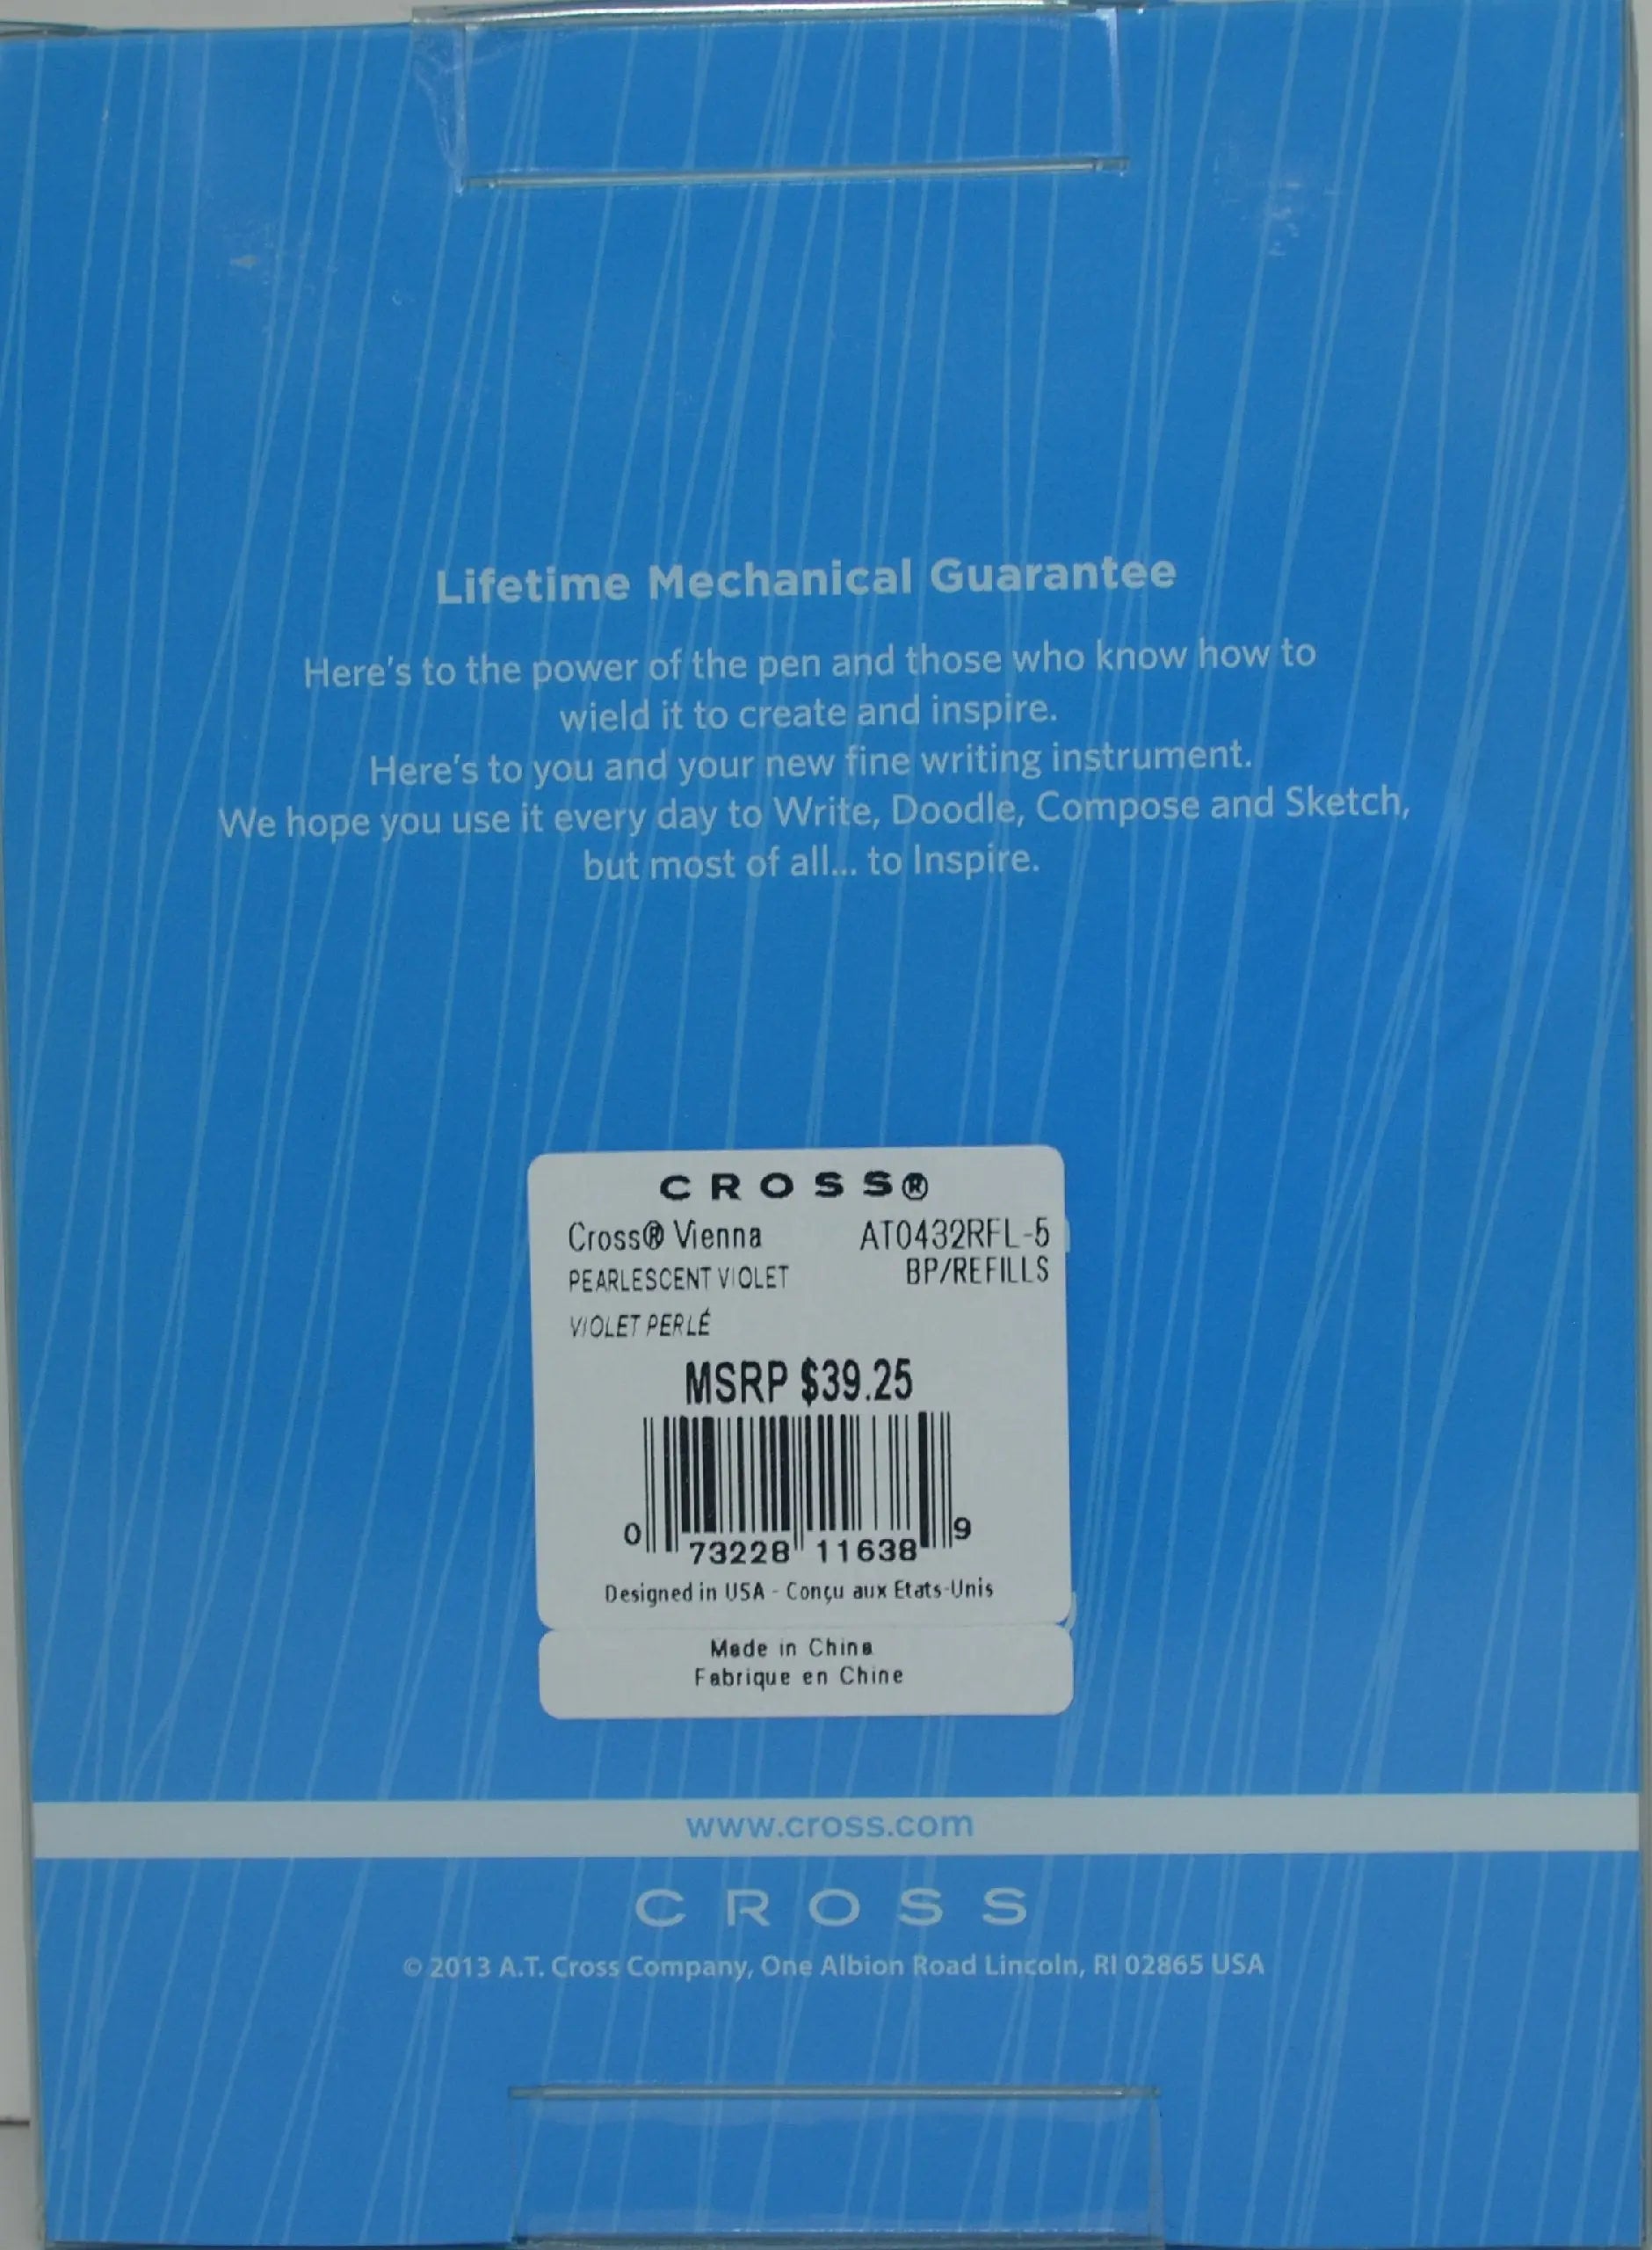 Lifetime Mechanical Guarantee
Here's to the power of the pen and those who know how to
wield it to create and inspire.
Here's to you and your new fine writing instrument.
We hope you use it every day to Write, Doodle, Compose and Sketch,
but most of all... to Inspire.
CROSS®
Cross® Vienna AT0432RFL-5
PEARLESCENT VIOLET BP/REFILLS
VIOLET PERLÉ
MSRP $39.25
0 73228 11638 9
Designed in USA - Conçu aux Etats-Unis
Made in China
Fabrique en Chine
www.cross.com
CROSS
© 2013 A.T. Cross Company, One Albion Road Lincoln, RI 02865 USA